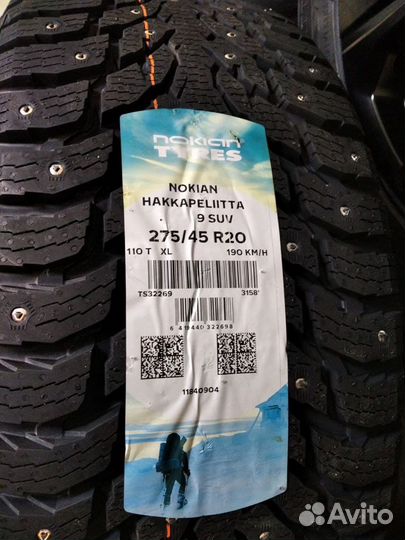 nokian
TYRES
NOKIAN
HAKKAPELIITTA
9 SUV
275/45 R20
110 T XL 190 KM/H
TS32269 3158'
6 419440 322698
11840904
Avito